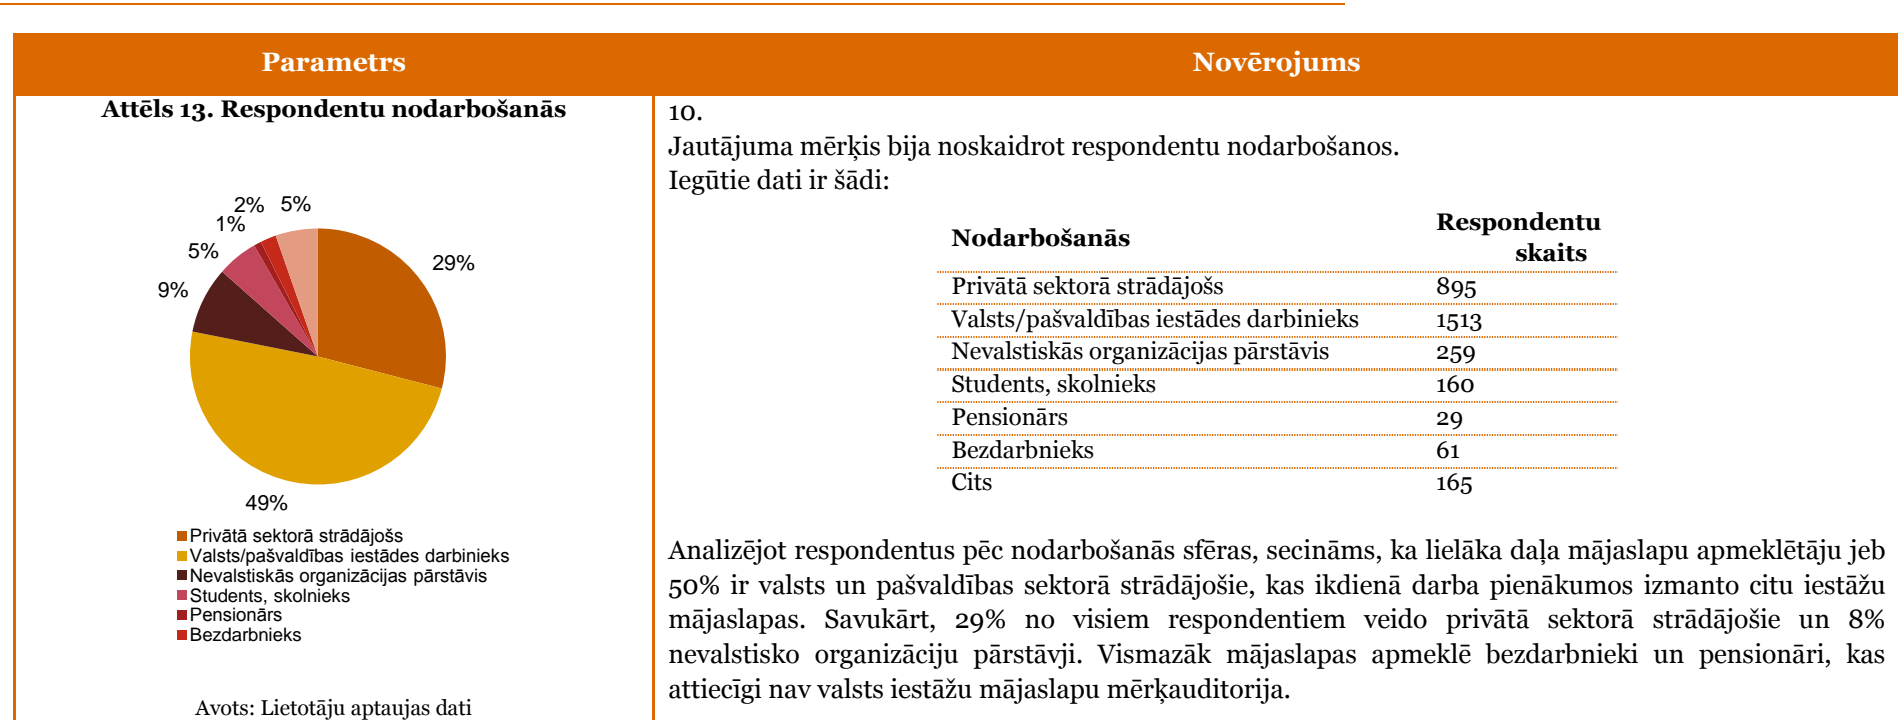 Parametrs
Novērojums
Attēls 13. Respondentu nodarbošanās
2% 5%
1%
5%
29%
9%
49%
Privātā sektorā strādājošs
Valsts/pašvaldības iestādes darbinieks
Nevalstiskās organizācijas pārstāvis
Students, skolnieks
Pensionārs
Bezdarbnieks
Avots: Lietotāju aptaujas dati
10.
Jautājuma mērķis bija noskaidrot respondentu nodarbošanos.
Iegūtie dati ir šādi:
Nodarbošanās Respondentu
skaits
Privātā sektorā strādājošs 895
Valsts/pašvaldības iestādes darbinieks 1513
Nevalstiskās organizācijas pārstāvis 259
Students, skolnieks 160
Pensionārs 29
Bezdarbnieks 61
Cits 165
Analizējot respondentus pēc nodarbošanās sfēras, secināms, ka lielāka daļa mājaslapu apmeklētāju jeb
50% ir valsts un pašvaldības sektorā strādājošie, kas ikdienā darba pienākumos izmanto citu iestāžu
mājaslapas. Savukārt, 29% no visiem respondentiem veido privātā sektorā strādājošie un 8%
nevalstisko organizāciju pārstāvji. Vismazāk mājaslapas apmeklē bezdarbnieki un pensionāri, kas
attiecīgi nav valsts iestāžu mājaslapu mērķauditorija.